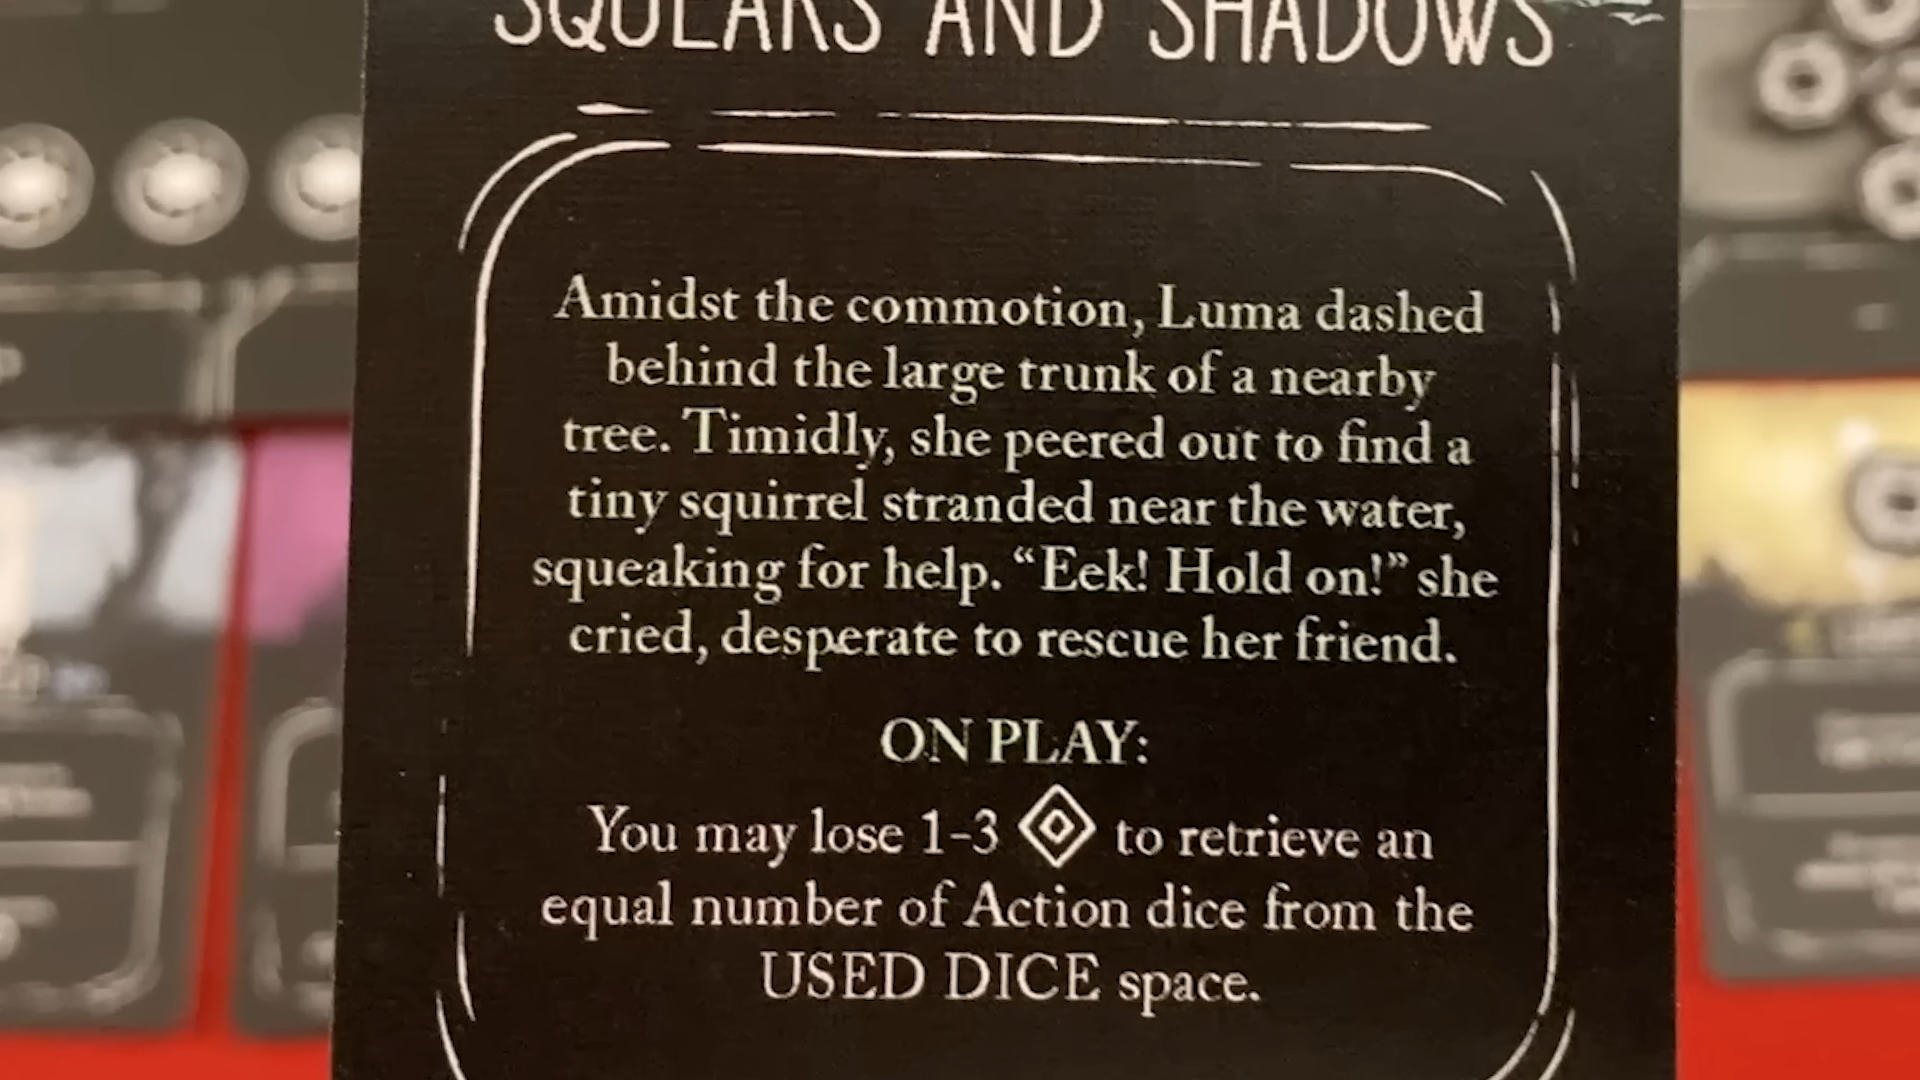 SQUEAKS AND SHADOWS
Amidst the commotion, Luma dashed
behind the large trunk of a nearby
tree. Timidly, she peered out to find a
tiny squirrel stranded near the water,
squeaking for help. “Eek! Hold on!” she
cried, desperate to rescue her friend.
ON PLAY:
You may lose 1–3 to retrieve an
equal number of Action dice from the
USED DICE space.